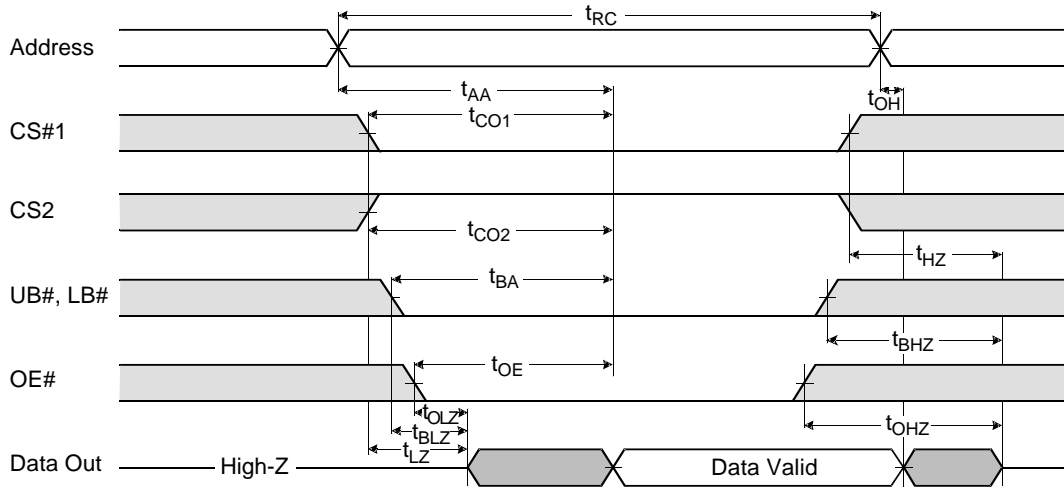 tRC
Address
tAA
tOH
tCO1
CS#1
CS2
tCO2
tHZ
tBA
UB#, LB#
tBHZ
tOE
OE#
tOLZ
tBLZ
tOHZ
tLZ
Data Out
High-Z
Data Valid